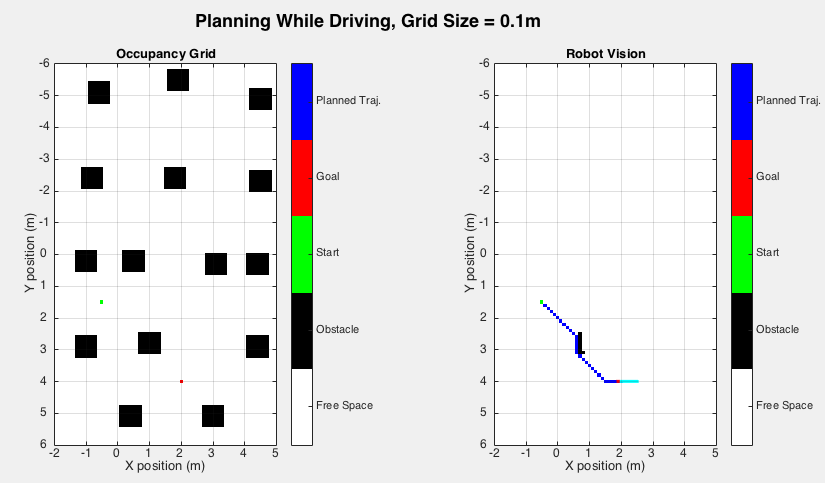 Planning While Driving, Grid Size = 0.1m
Occupancy Grid
-6
-5
-4
-3
-2
-1
0
1
2
3
4
5
6
Y position (m)
-2 -1 0 1 2 3 4 5
X position (m)
Planned Traj.
Goal
Start
Obstacle
Free Space
Robot Vision
-6
-5
-4
-3
-2
-1
0
1
2
3
4
5
6
Y position (m)
-2 -1 0 1 2 3 4 5
X position (m)
Planned Traj.
Goal
Start
Obstacle
Free Space